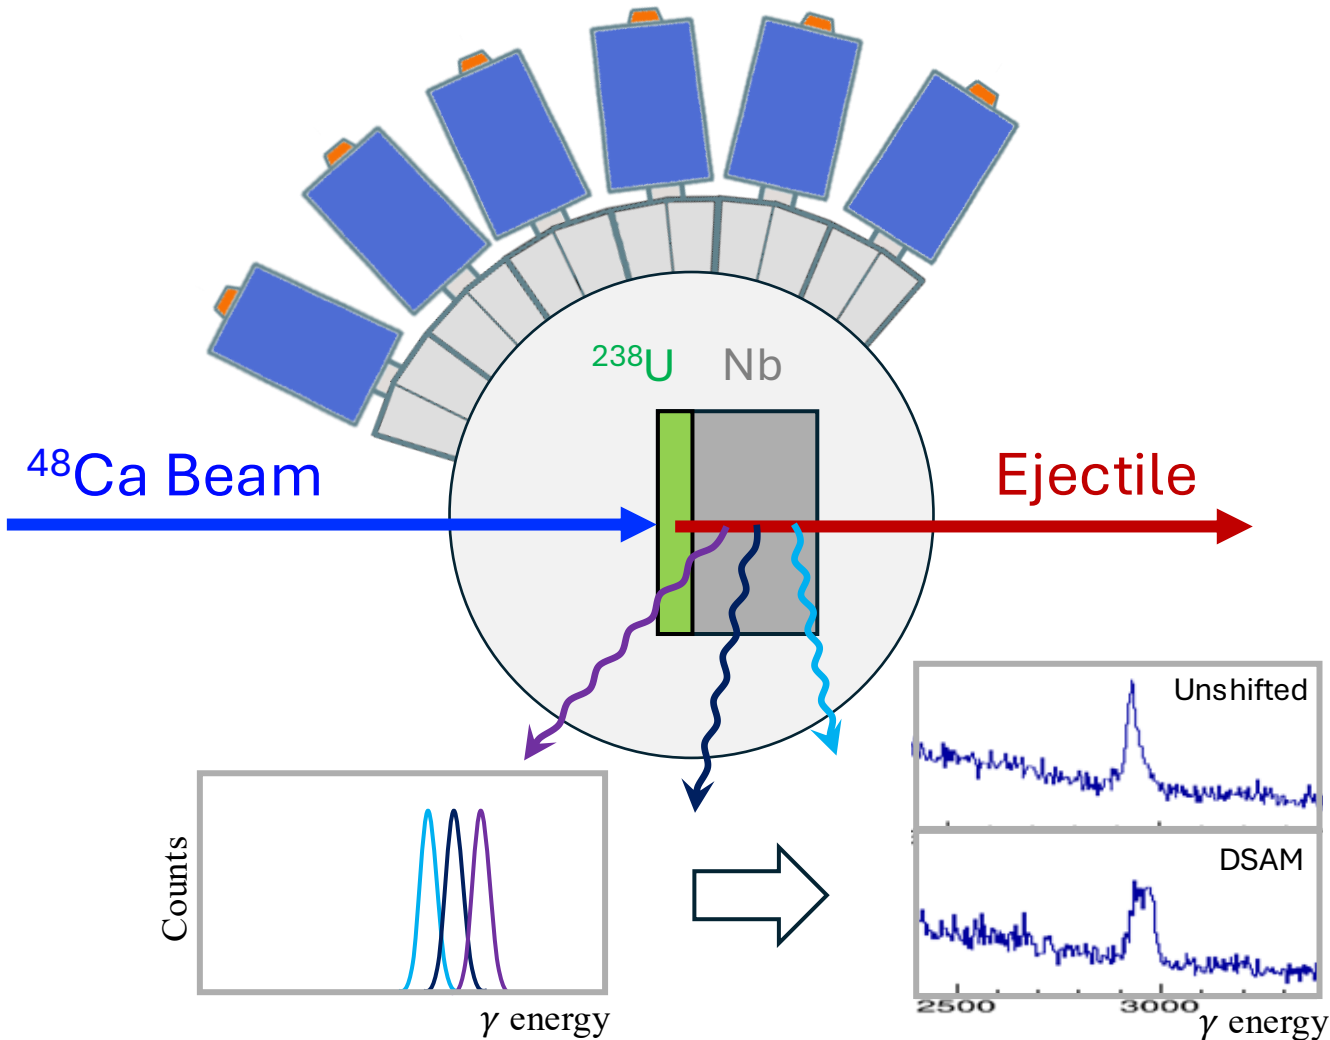 ²³⁸U
Nb
⁴⁸Ca Beam
Ejectile
Unshifted
DSAM
Counts
γ energy
2500
3000
γ energy